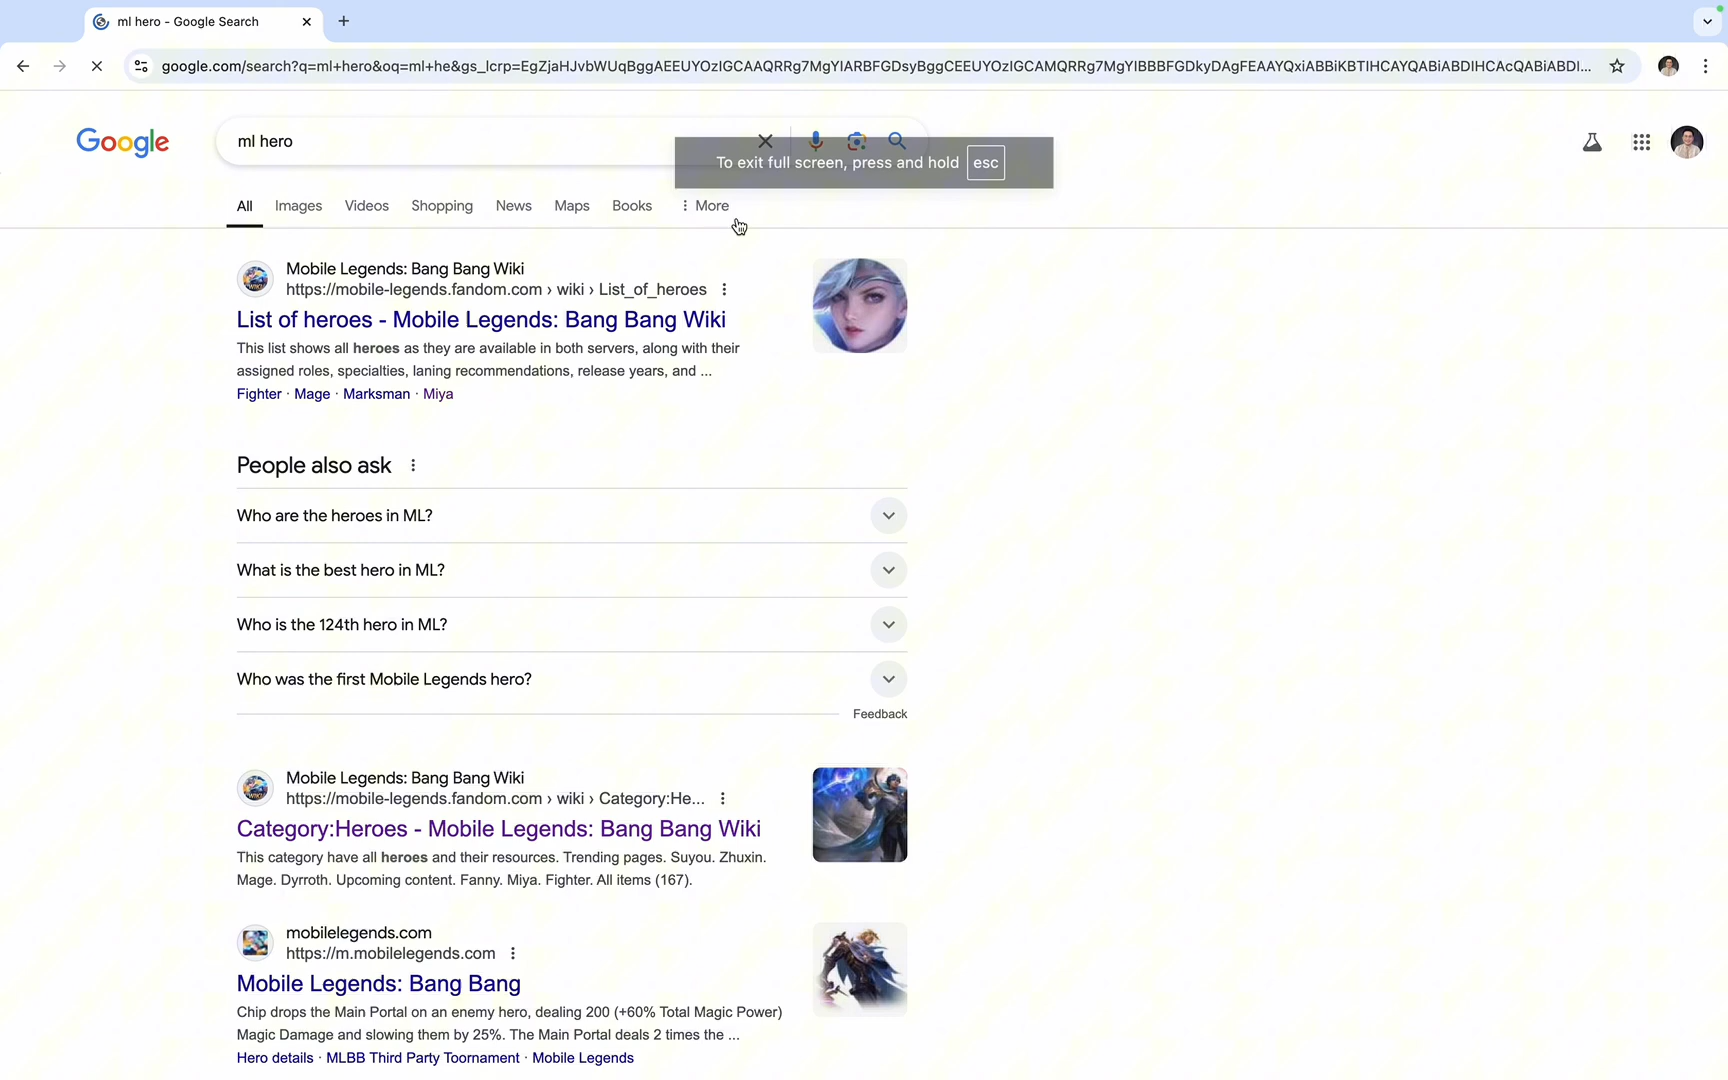 ml hero - Google Search
google.com/search?q=ml+hero&oq=ml+he&gs_lcrp=EgZjaHJvbWUqBggAEEUYOzIGCAAQRRg7MgYIARBFGDsyBggCEEUYOzIGCAMQRRg7MgYIBBBFGDkyDAgFEAAYQxiABBiKBTIHCAYQABiABDIHCAcQABiABDI...
Google
ml hero
To exit full screen, press and hold esc
All Images Videos Shopping News Maps Books More
Mobile Legends: Bang Bang Wiki
https://mobile-legends.fandom.com › wiki › List_of_heroes
List of heroes - Mobile Legends: Bang Bang Wiki
This list shows all heroes as they are available in both servers, along with their
assigned roles, specialties, laning recommendations, release years, and ...
Fighter · Mage · Marksman · Miya
People also ask
Who are the heroes in ML?
What is the best hero in ML?
Who is the 124th hero in ML?
Who was the first Mobile Legends hero?
Feedback
Mobile Legends: Bang Bang Wiki
https://mobile-legends.fandom.com › wiki › Category:He...
Category:Heroes - Mobile Legends: Bang Bang Wiki
This category have all heroes and their resources. Trending pages. Suyou. Zhuxin.
Mage. Dyrroth. Upcoming content. Fanny. Miya. Fighter. All items (167).
mobilelegends.com
https://m.mobilelegends.com
Mobile Legends: Bang Bang
Chip drops the Main Portal on an enemy hero, dealing 200 (+60% Total Magic Power)
Magic Damage and slowing them by 25%. The Main Portal deals 2 times the ...
Hero details · MLBB Third Party Toornament · Mobile Legends